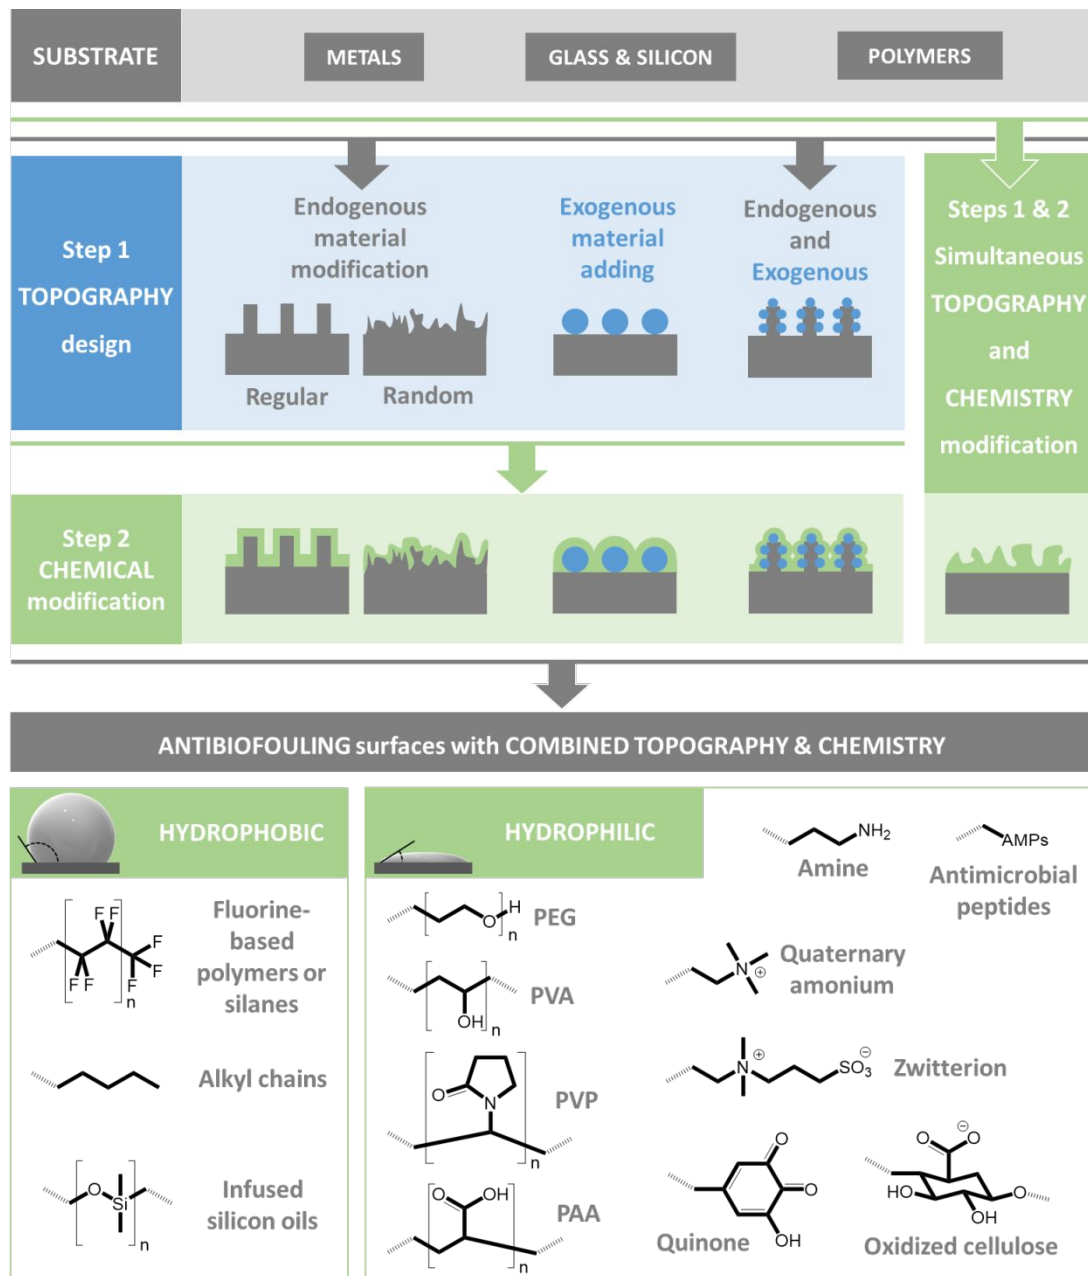 SUBSTRATE
METALS
GLASS & SILICON
POLYMERS
Step 1
TOPOGRAPHY
design
Endogenous
material
modification
Regular
Random
Exogenous
material
adding
Endogenous
and
Exogenous
Steps 1 & 2
Simultaneous
TOPOGRAPHY
and
CHEMISTRY
modification
Step 2
CHEMICAL
modification
ANTIBIOFOULING surfaces with COMBINED TOPOGRAPHY & CHEMISTRY
HYDROPHOBIC
F F
F
F
F F
F
n
Fluorine-
based
polymers or
silanes
Alkyl chains
O
Si
n
Infused
silicon oils
HYDROPHILIC
O
H
n
PEG
OH
n
PVA
O
N
n
PVP
O
OH
n
PAA
NH2
Amine
AMPs
Antimicrobial
peptides
N
⊕
Quaternary
amonium
N
⊕
SO3
⊖
Zwitterion
O
O
OH
Quinone
O
O
⊖
HO
OH
O
Oxidized cellulose